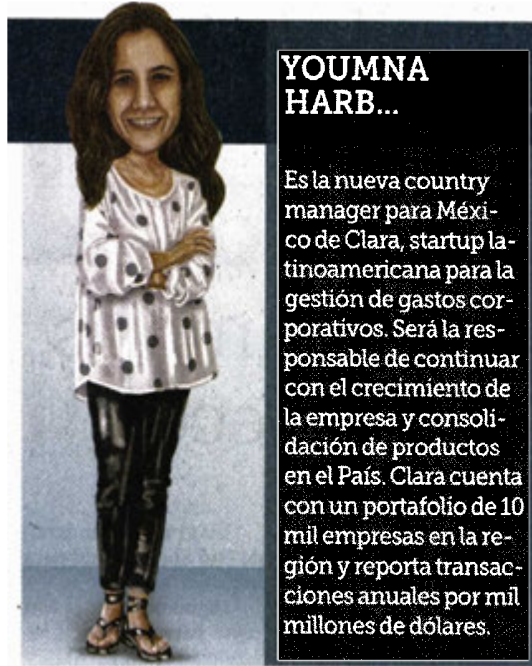 YOUMNA
HARB...
Es la nueva country
manager para Méxi-
co de Clara, startup la-
tinoamericana para la
gestión de gastos cor-
porativos. Será la res-
ponsable de continuar
con el crecimiento de
la empresa y consoli-
dación de productos
en el País. Clara cuenta
con un portafolio de 10
mil empresas en la re-
gión y reporta transac-
ciones anuales por mil
millones de dólares.